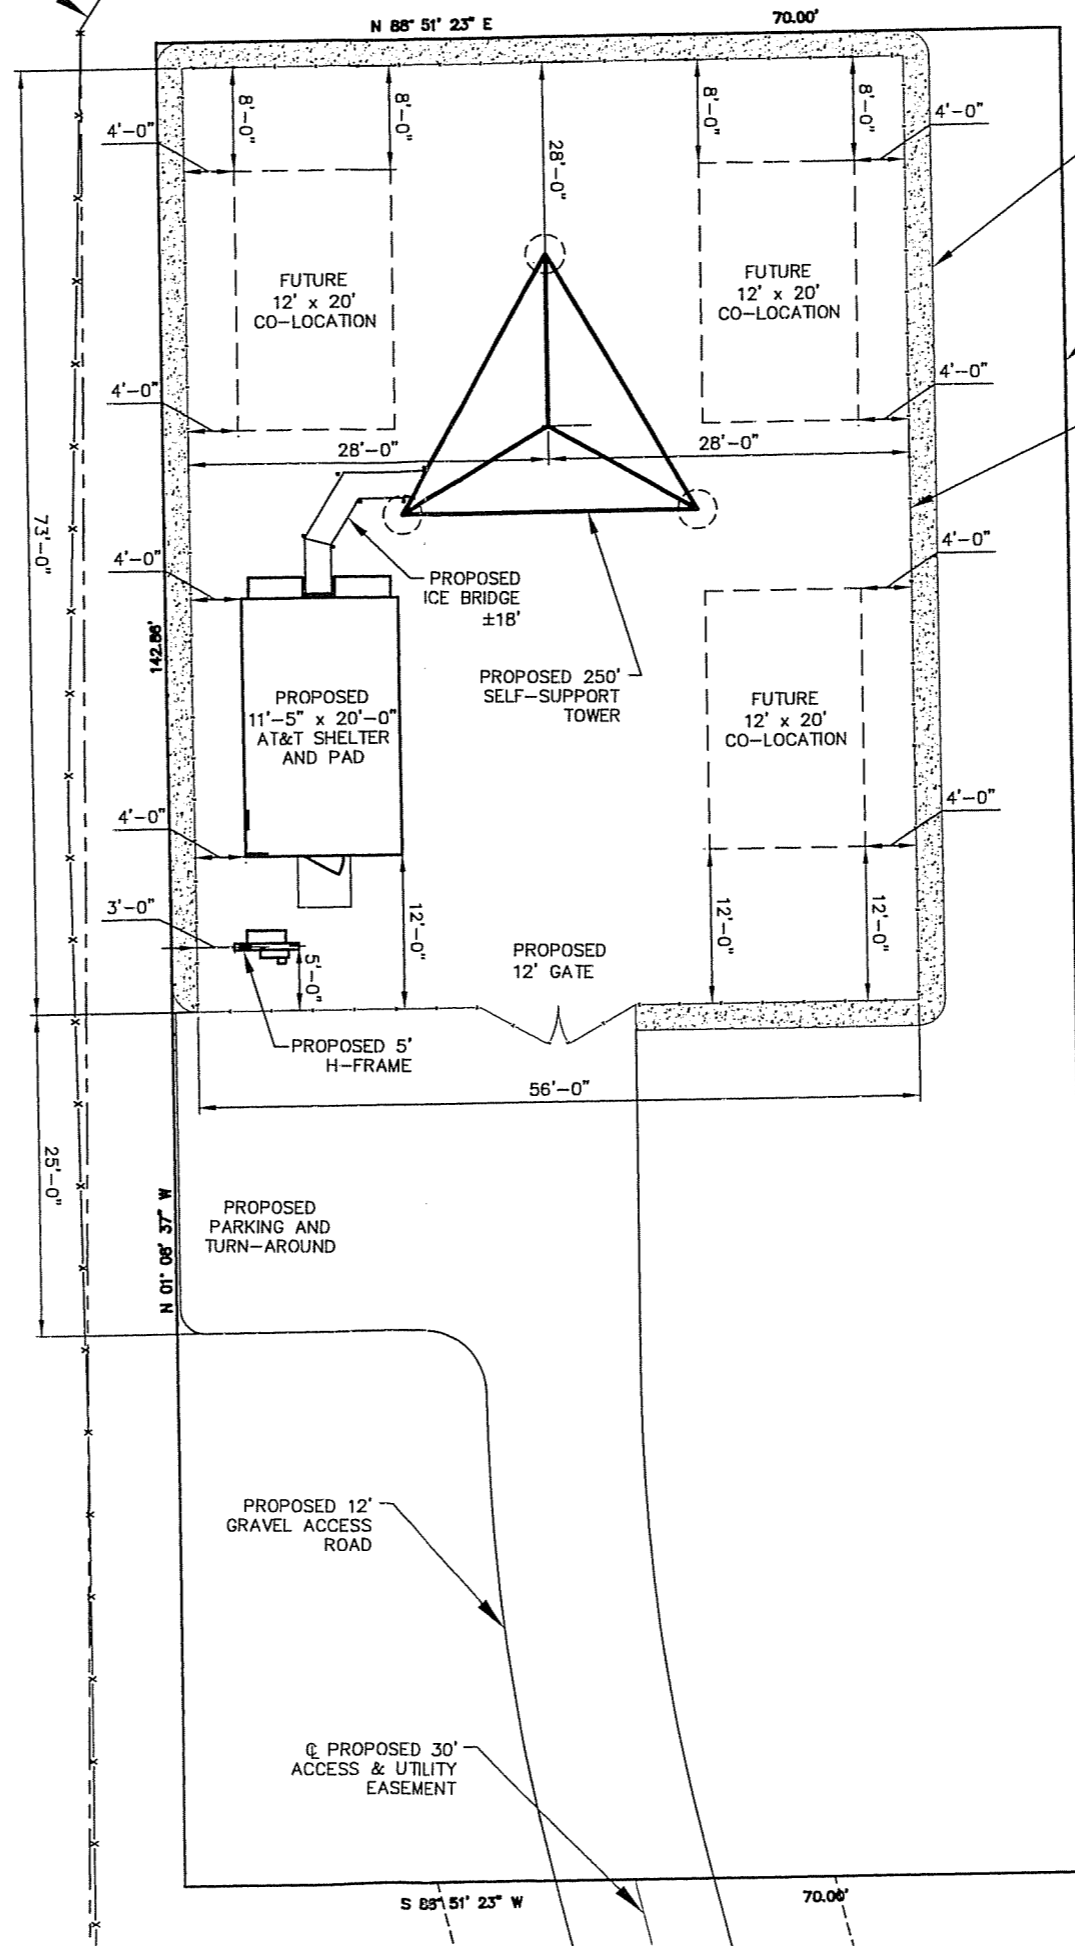 N 88° 51' 23" E
70.00'
8'-0"
8'-0"
8'-0"
8'-0"
4'-0"
4'-0"
28'-0"
FUTURE
12' x 20'
CO-LOCATION
FUTURE
12' x 20'
CO-LOCATION
4'-0"
4'-0"
28'-0"
28'-0"
73'-0"
4'-0"
4'-0"
PROPOSED
ICE BRIDGE
±18'
142.86'
PROPOSED 250'
SELF-SUPPORT
TOWER
PROPOSED
11'-5" x 20'-0"
AT&T SHELTER
AND PAD
FUTURE
12' x 20'
CO-LOCATION
4'-0"
4'-0"
3'-0"
12'-0"
12'-0"
12'-0"
5'-0"
PROPOSED
12' GATE
PROPOSED 5'
H-FRAME
56'-0"
25'-0"
N 01° 08' 37" W
PROPOSED
PARKING AND
TURN-AROUND
PROPOSED 12'
GRAVEL ACCESS
ROAD
℄ PROPOSED 30'
ACCESS & UTILITY
EASEMENT
S 88° 51' 23" W
70.00'